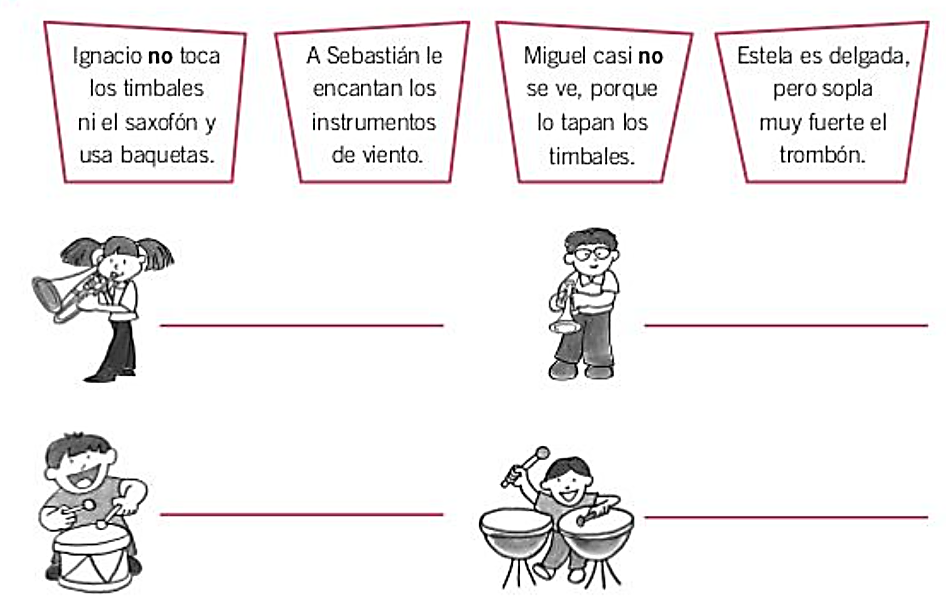 Ignacio no toca
los timbales
ni el saxofón y
usa baquetas.
A Sebastián le
encantan los
instrumentos
de viento.
Miguel casi no
se ve, porque
lo tapan los
timbales.
Estela es delgada,
pero sopla
muy fuerte el
trombón.